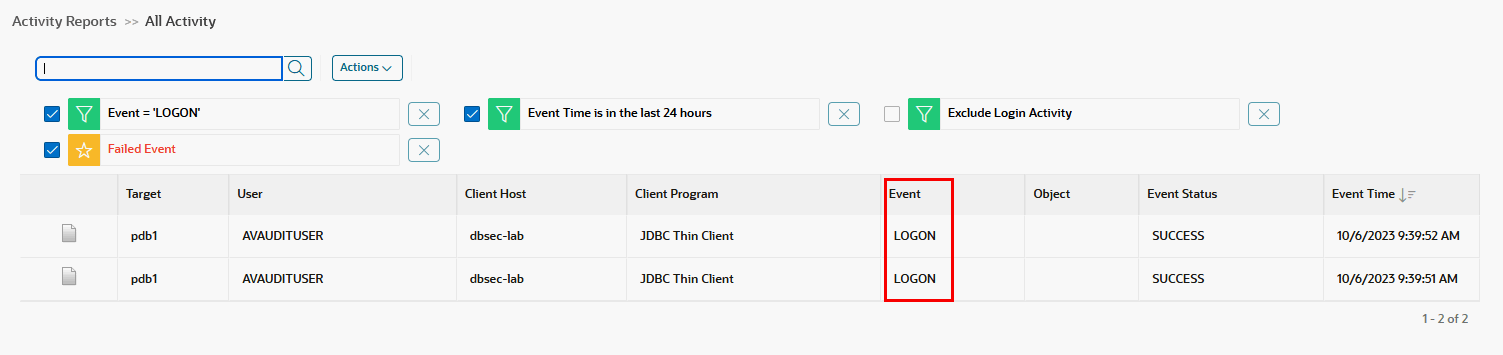 Activity Reports >> All Activity
Actions
Event = 'LOGON' Event Time is in the last 24 hours Exclude Login Activity
Failed Event
Target User Client Host Client Program Event Object Event Status Event Time
pdb1 AVAUDITUSER dbsec-lab JDBC Thin Client LOGON SUCCESS 10/6/2023 9:39:52 AM
pdb1 AVAUDITUSER dbsec-lab JDBC Thin Client LOGON SUCCESS 10/6/2023 9:39:51 AM
1 - 2 of 2